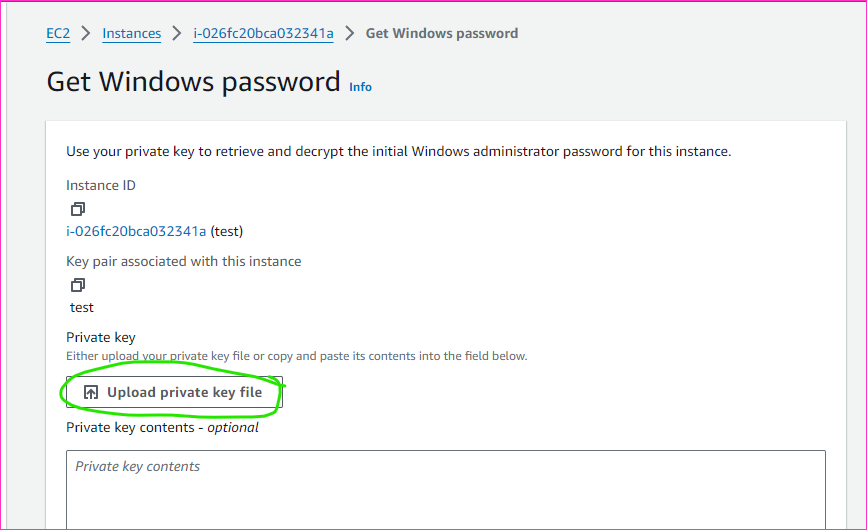 EC2 > Instances > i-026fc20bca032341a > Get Windows password
Get Windows password Info
Use your private key to retrieve and decrypt the initial Windows administrator password for this instance.
Instance ID
i-026fc20bca032341a (test)
Key pair associated with this instance
test
Private key
Either upload your private key file or copy and paste its contents into the field below.
Upload private key file
Private key contents - optional
Private key contents